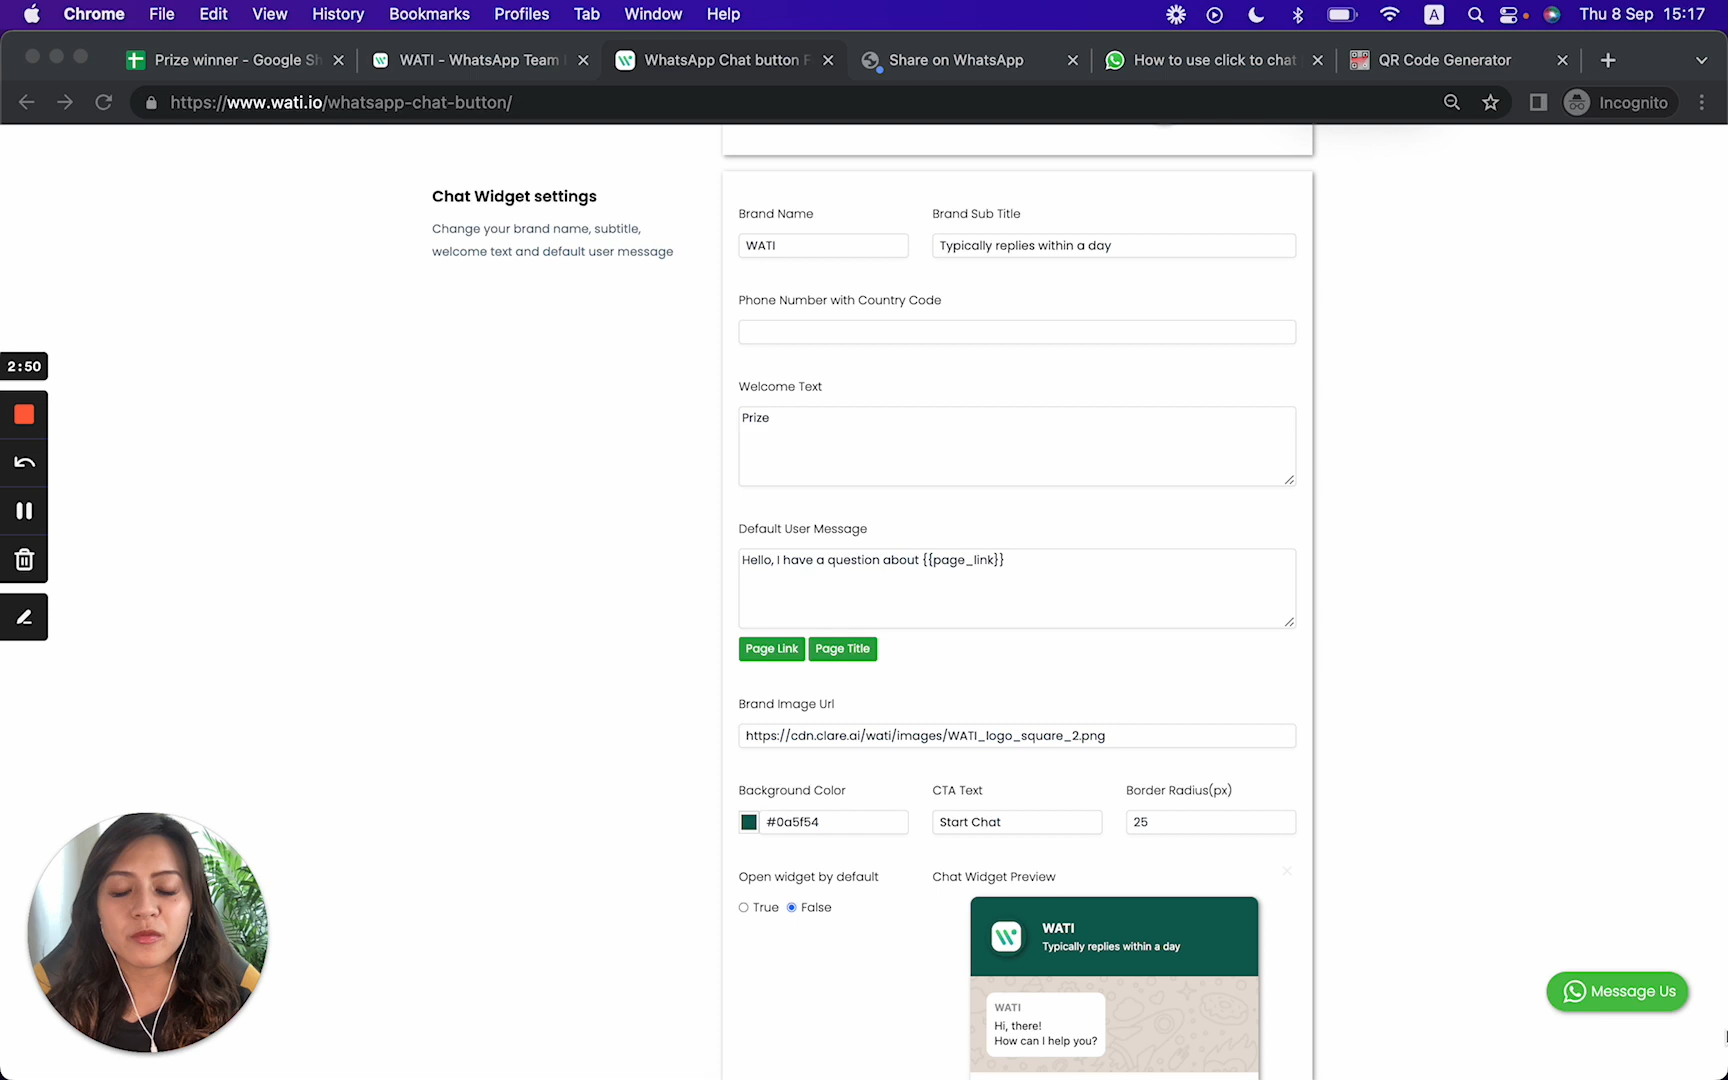 Chrome File Edit View History Bookmarks Profiles Tab Window Help A Thu 8 Sep 15:17
Prize winner - Google Sh WATI - WhatsApp Team WhatsApp Chat button F Share on WhatsApp How to use click to chat QR Code Generator
https://www.wati.io/whatsapp-chat-button/ Incognito
Chat Widget settings
Change your brand name, subtitle,
welcome text and default user message
Brand Name Brand Sub Title
WATI Typically replies within a day
Phone Number with Country Code
2:50
Welcome Text
Prize
Default User Message
Hello, I have a question about {{page_link}}
Page Link Page Title
Brand Image Url
https://cdn.clare.ai/wati/images/WATI_logo_square_2.png
Background Color CTA Text Border Radius(px)
#0a5f54 Start Chat 25
Open widget by default Chat Widget Preview
True False
WATI
Typically replies within a day
WATI
Hi, there!
How can I help you?
Message Us